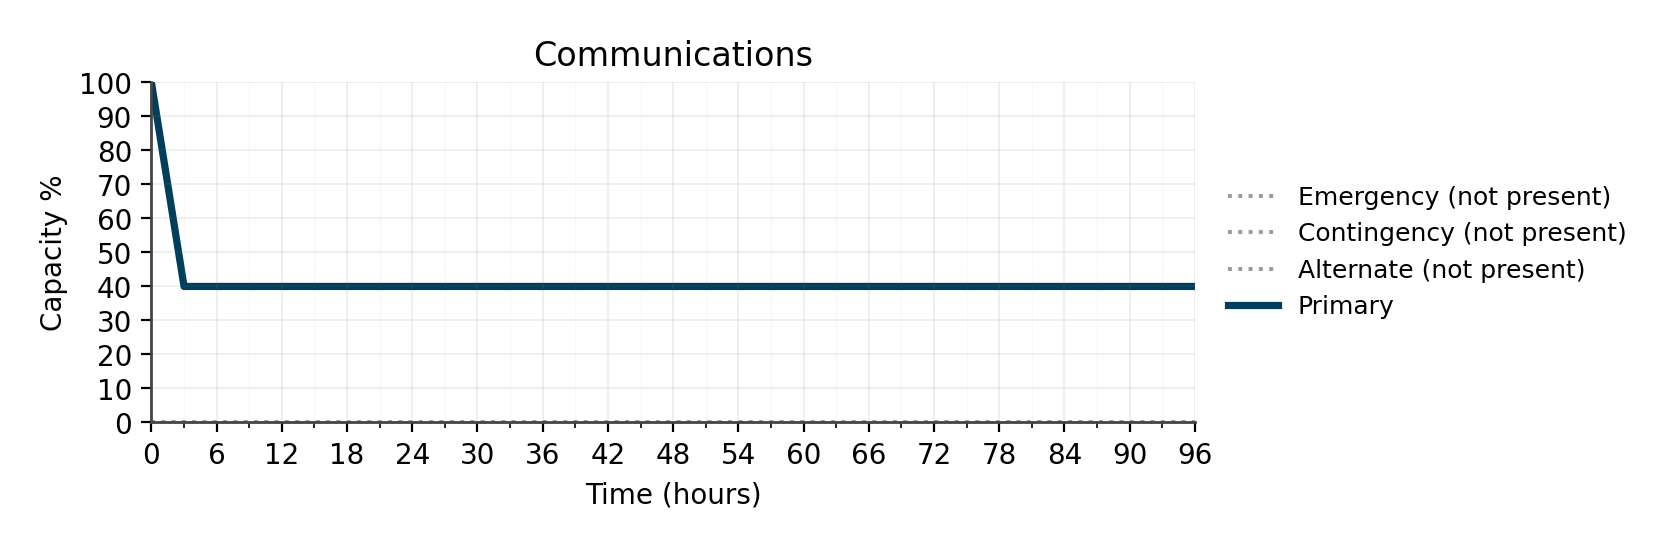 Communications
Capacity %
100
90
80
70
60
50
40
30
20
10
0
0 6 12 18 24 30 36 42 48 54 60 66 72 78 84 90 96
Time (hours)
Emergency (not present)
Contingency (not present)
Alternate (not present)
Primary